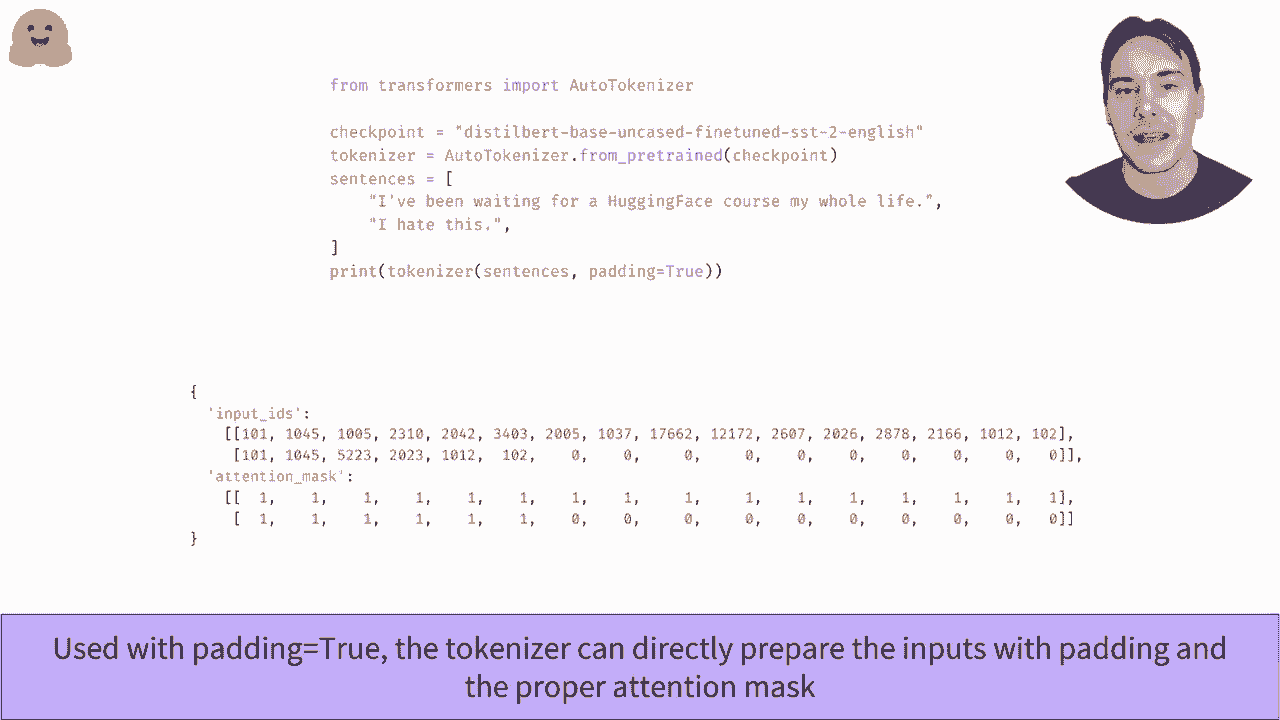 from transformers import AutoTokenizer
checkpoint = "distilbert-base-uncased-finetuned-sst-2-english"
tokenizer = AutoTokenizer.from_pretrained(checkpoint)
sentences = [
"I've been waiting for a HuggingFace course my whole life.",
"I hate this.",
]
print(tokenizer(sentences, padding=True))
{
'input_ids':
[[101, 1045, 1005, 2310, 2042, 3403, 2005, 1037, 17662, 12172, 2607, 2026, 2878, 2166, 1012, 102],
[101, 1045, 5223, 2023, 1012, 102, 0, 0, 0, 0, 0, 0, 0, 0, 0, 0]],
'attention_mask':
[[ 1, 1, 1, 1, 1, 1, 1, 1, 1, 1, 1, 1, 1, 1, 1, 1],
[ 1, 1, 1, 1, 1, 1, 0, 0, 0, 0, 0, 0, 0, 0, 0, 0]]
}
Used with padding=True, the tokenizer can directly prepare the inputs with padding and
the proper attention mask